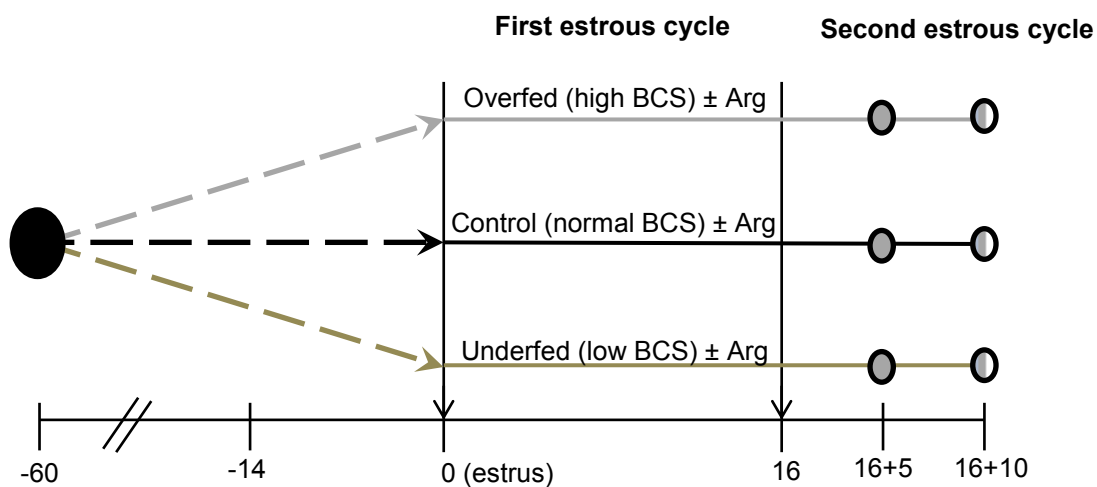 First estrous cycle
Second estrous cycle
Overfed (high BCS) ± Arg
Control (normal BCS) ± Arg
Underfed (low BCS) ± Arg
-60
-14
0 (estrus)
16
16+5
16+10